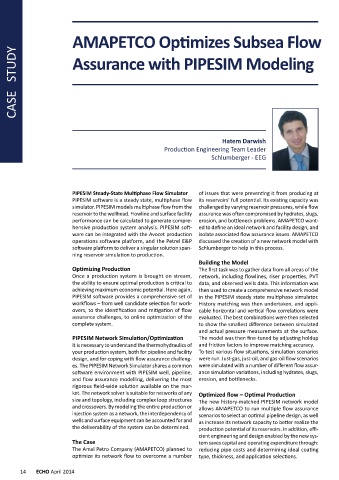 CASE STUDY
AMAPETCO Optimizes Subsea Flow
Assurance with PIPESIM Modeling
Hatem Darwish
Production Engineering Team Leader
Schlumberger - EEG
PIPESIM Steady-State Multiphase Flow Simulator
PIPESIM software is a steady state, multiphase flow
simulator. PIPESIM models multiphase flow from the
reservoir to the wellhead. Flowline and surface facility
performance can be calculated to generate compre-
hensive production system analysis. PIPESIM soft-
ware can be integrated with the Avocet production
operations software platform, and the Petrel E&P
software platform to deliver a singular solution span-
ning reservoir simulation to production.
Optimizing Production
Once a production system is brought on stream,
the ability to ensure optimal production is critical to
achieving maximum economic potential. Here again,
PIPESIM software provides a comprehensive set of
workflows – from well candidate selection for work-
overs, to the identification and mitigation of flow
assurance challenges, to online optimization of the
complete system.
PIPESIM Network Simulation/Optimization
It is necessary to understand the thermohydraulics of
your production system, both for pipeline and facility
design, and for coping with flow assurance challeng-
es. The PIPESIM Network Simulator shares a common
software environment with PIPESIM well, pipeline,
and flow assurance modelling, delivering the most
rigorous field-wide solution available on the mar-
ket. The network solver is suitable for networks of any
size and topology, including complex loop structures
and crossovers. By modeling the entire production or
injection system as a network, the interdependency of
wells and surface equipment can be accounted for and
the deliverability of the system can be determined.
The Case
The Amal Petro Company (AMAPETCO) planned to
optimize its network flow to overcome a number
of issues that were preventing it from producing at
its reservoirs' full potential. Its existing capacity was
challenged by varying reservoir pressures, while flow
assurance was often compromised by hydrates, slugs,
erosion, and bottleneck problems. AMAPETCO want-
ed to define an ideal network and facility design, and
isolate associated flow assurance issues. AMAPETCO
discussed the creation of a new network model with
Schlumberger to help in this process.
Building the Model
The first task was to gather data from all areas of the
network, including flowlines, riser properties, PVT
data, and observed wells data. This information was
then used to create a comprehensive network model
in the PIPESIM steady state multiphase simulator.
History matching was then undertaken, and appli-
cable horizontal and vertical flow correlations were
evaluated. The best combinations were then selected
to show the smallest difference between simulated
and actual pressure measurements at the surface.
The model was then fine-tuned by adjusting holdup
and friction factors to improve matching accuracy.
To test various flow situations, simulation scenarios
were run. Just-gas, just-oil, and gas-oil flow scenarios
were simulated with a number of different flow assur-
ance simulation variations, including hydrates, slugs,
erosion, and bottlenecks.
Optimized flow – Optimal Production
The new history-matched PIPESIM network model
allows AMAPETCO to run multiple flow assurance
scenarios to select an optimal pipeline design, as well
as increase its network capacity to better realize the
production potential of its reservoirs. In addition, effi-
cient engineering and design enabled by the new sys-
tem saves capital and operating expenditure through:
reducing pipe costs and determining ideal coating
type, thickness, and application selections.
14 ECHO April 2014